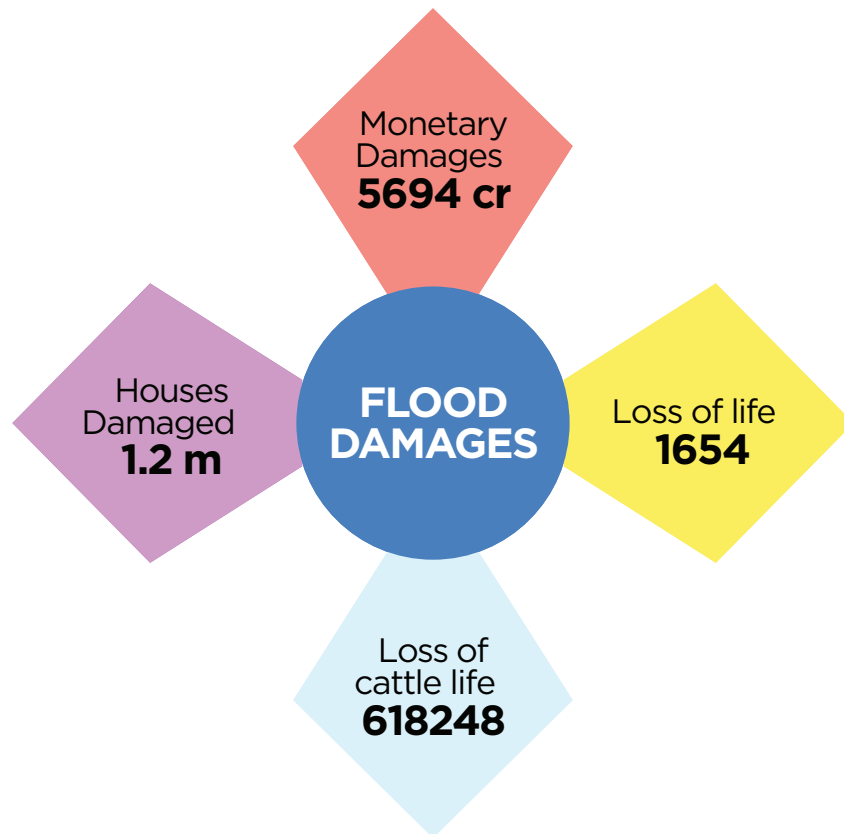 Monetary
Damages
5694 cr
Houses
Damaged
1.2 m
FLOOD
DAMAGES
Loss of life
1654
Loss of
cattle life
618248